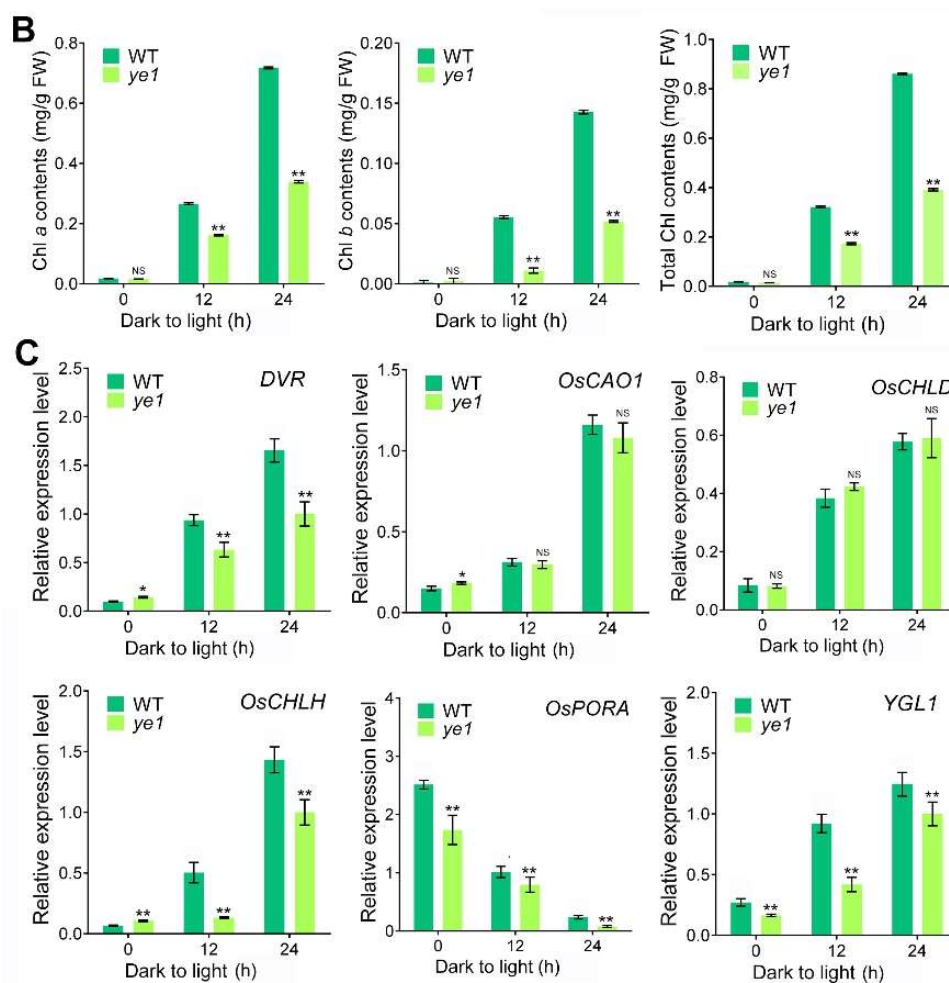 B
Chl a contents (mg/g FW)
0.8
0.6
0.4
0.2
0.0
WT
ye1
NS
**
**
0 12 24
Dark to light (h)
Chl b contents (mg/g FW)
0.20
0.15
0.10
0.05
0.00
WT
ye1
NS
**
**
0 12 24
Dark to light (h)
Total Chl contents (mg/g FW)
1.0
0.8
0.6
0.4
0.2
0.0
WT
ye1
NS
**
**
0 12 24
Dark to light (h)
C
Relative expression level
2.5
2.0
1.5
1.0
0.5
0.0
WT
ye1
DVR
*
**
**
0 12 24
Dark to light (h)
Relative expression level
1.5
1.0
0.5
0.0
WT
ye1
OsCAO1
*
NS
NS
0 12 24
Dark to light (h)
Relative expression level
0.8
0.6
0.4
0.2
0.0
WT
ye1
OsCHLD
NS
NS
NS
0 12 24
Dark to light (h)
Relative expression level
2.0
1.5
1.0
0.5
0.0
WT
ye1
OsCHLH
**
**
**
0 12 24
Dark to light (h)
Relative expression level
4
3
2
1
0
WT
ye1
OsPORA
**
**
**
0 12 24
Dark to light (h)
Relative expression level
2.0
1.5
1.0
0.5
0.0
WT
ye1
YGL1
**
**
**
0 12 24
Dark to light (h)